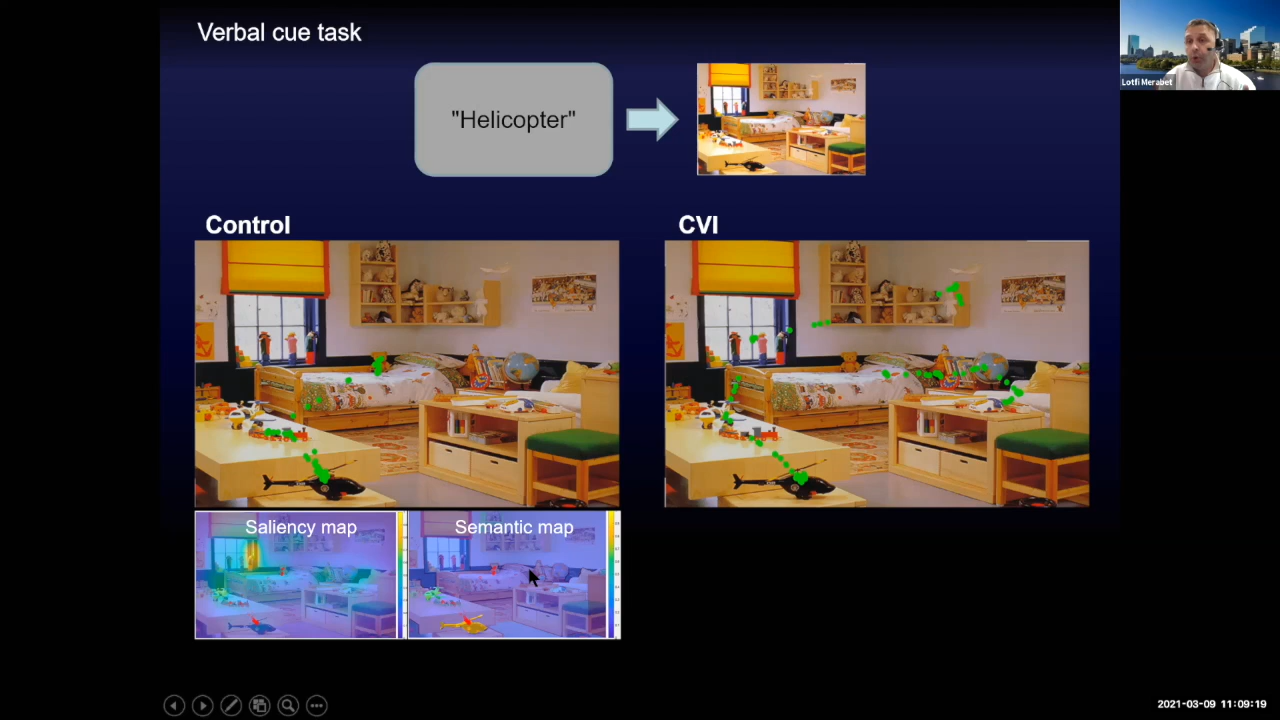 Verbal cue task
"Helicopter"
Lotfi Merabet
Control
CVI
Saliency map
Semantic map
2021-03-09 11:09:19